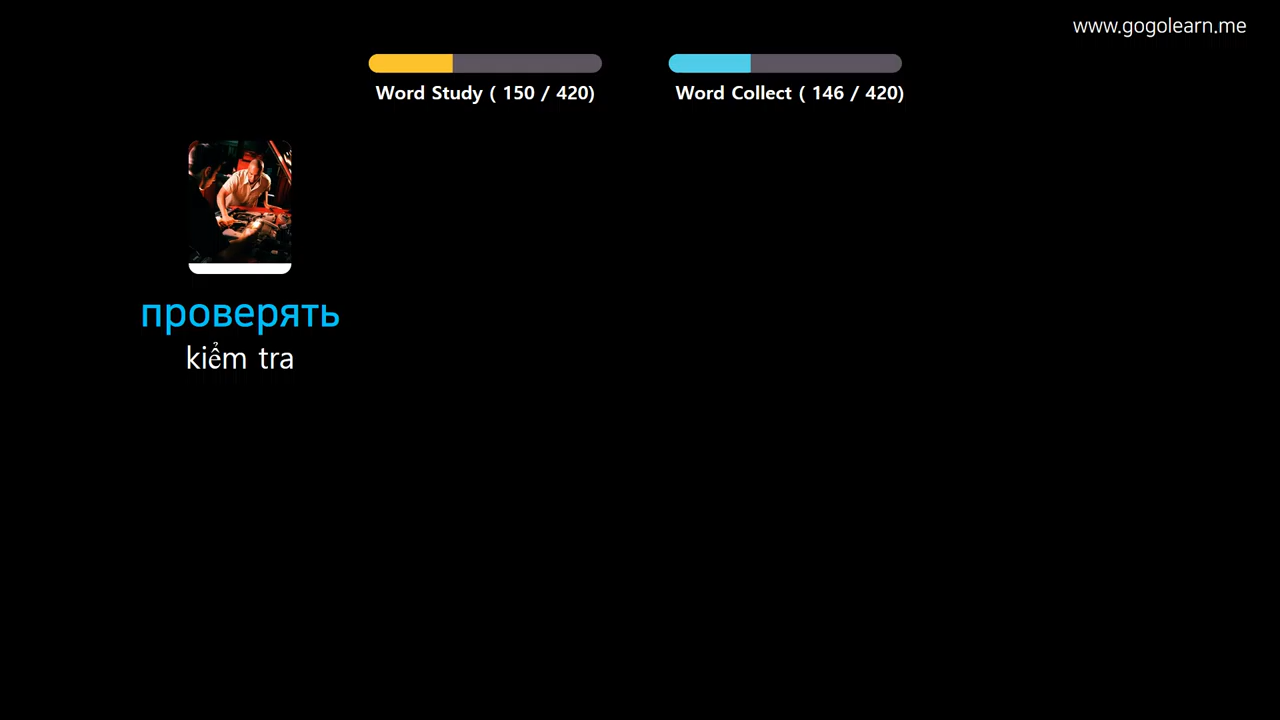 www.gogolearn.me
Word Study ( 150 / 420)
Word Collect ( 146 / 420)
проверять
kiểm tra